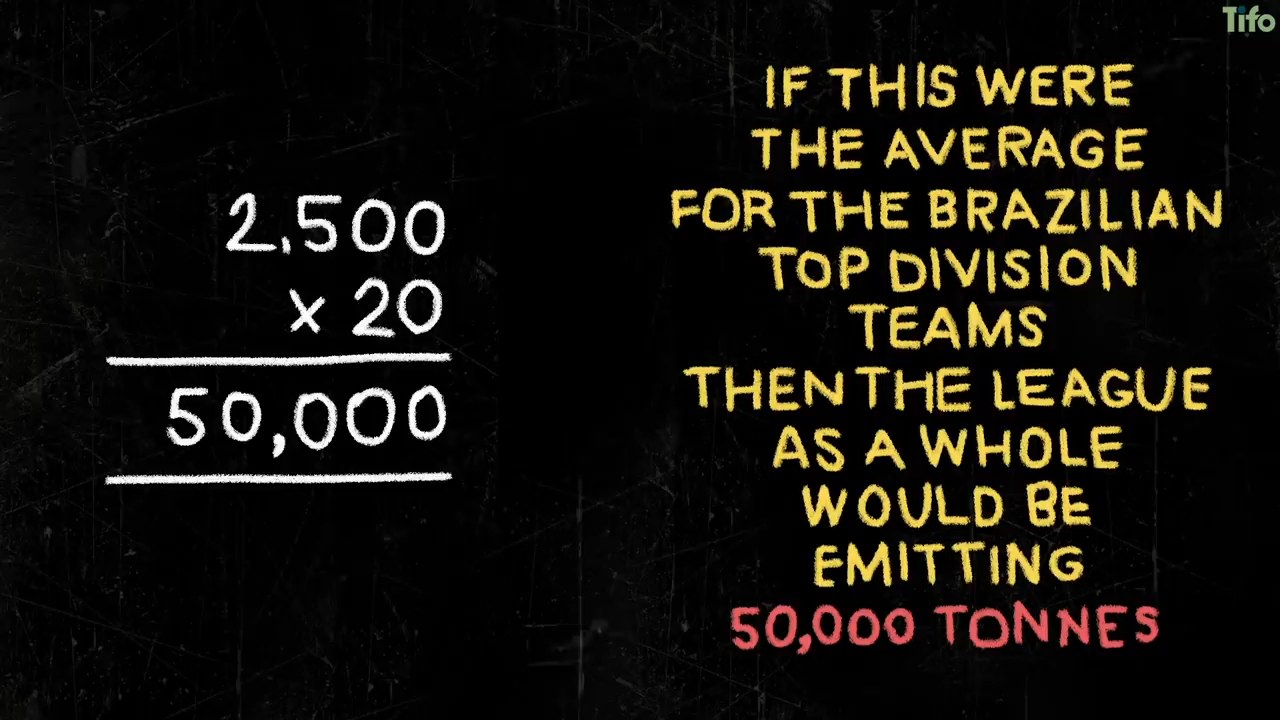 Tifo
2,500
x 20
50,000
IF THIS WERE
THE AVERAGE
FOR THE BRAZILIAN
TOP DIVISION
TEAMS
THEN THE LEAGUE
AS A WHOLE
WOULD BE
EMITTING
50,000 TONNES